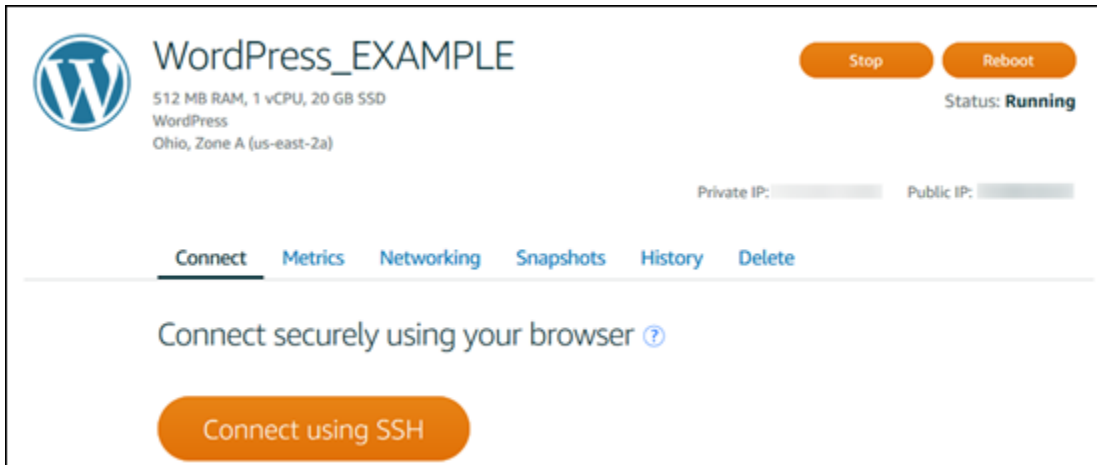 WordPress_EXAMPLE
Stop
Reboot
512 MB RAM, 1 vCPU, 20 GB SSD
Status: Running
WordPress
Ohio, Zone A (us-east-2a)
Private IP:
Public IP:
Connect
Metrics
Networking
Snapshots
History
Delete
Connect securely using your browser ?
Connect using SSH